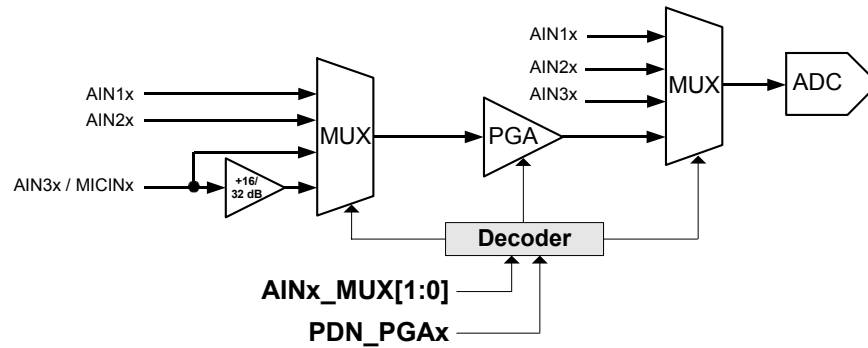 AIN1x
AIN2x
AIN3x / MICINx
+16/
32 dB
MUX
PGA
AIN1x
AIN2x
AIN3x
MUX
ADC
Decoder
AINx_MUX[1:0]
PDN_PGAx